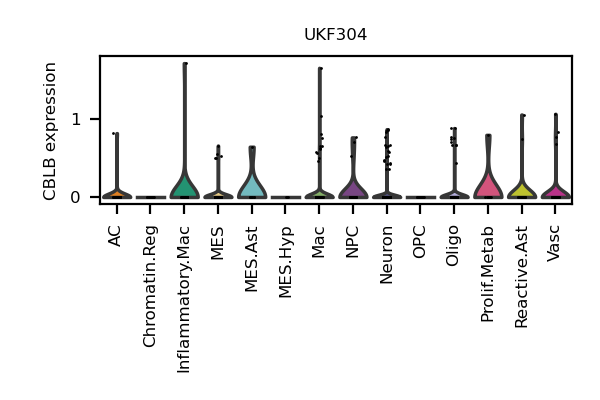 UKF304
CBLB expression
1
0
AC
Chromatin.Reg
Inflammatory.Mac
MES
MES.Ast
MES.Hyp
Mac
NPC
Neuron
OPC
Oligo
Prolif.Metab
Reactive.Ast
Vasc